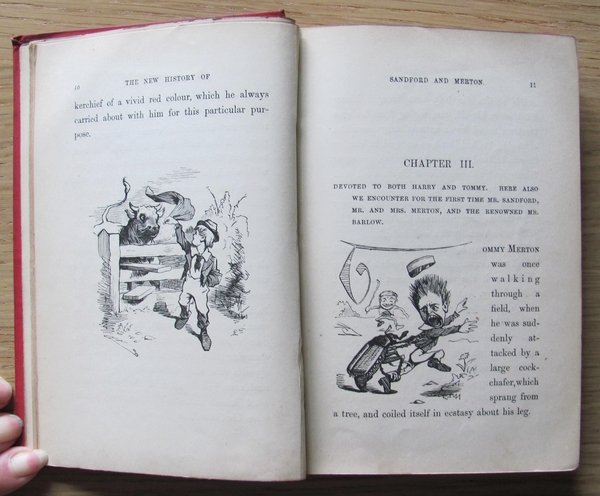 10 THE NEW HISTORY OF
kerchief of a vivid red colour, which he always
carried about with him for this particular pur-
pose.
SANDFORD AND MERTON. 11
CHAPTER III.
DEVOTED TO BOTH HARRY AND TOMMY. HERE ALSO
WE ENCOUNTER FOR THE FIRST TIME MR. SANDFORD,
MR. AND MRS. MERTON, AND THE RENOWNED MR.
BARLOW.
OMMY MERTON
was once
walking
through a
field, when
he was sud-
denly at-
tacked by a
large cock-
chafer, which
sprang from
a tree, and coiled itself in ecstasy about his leg.